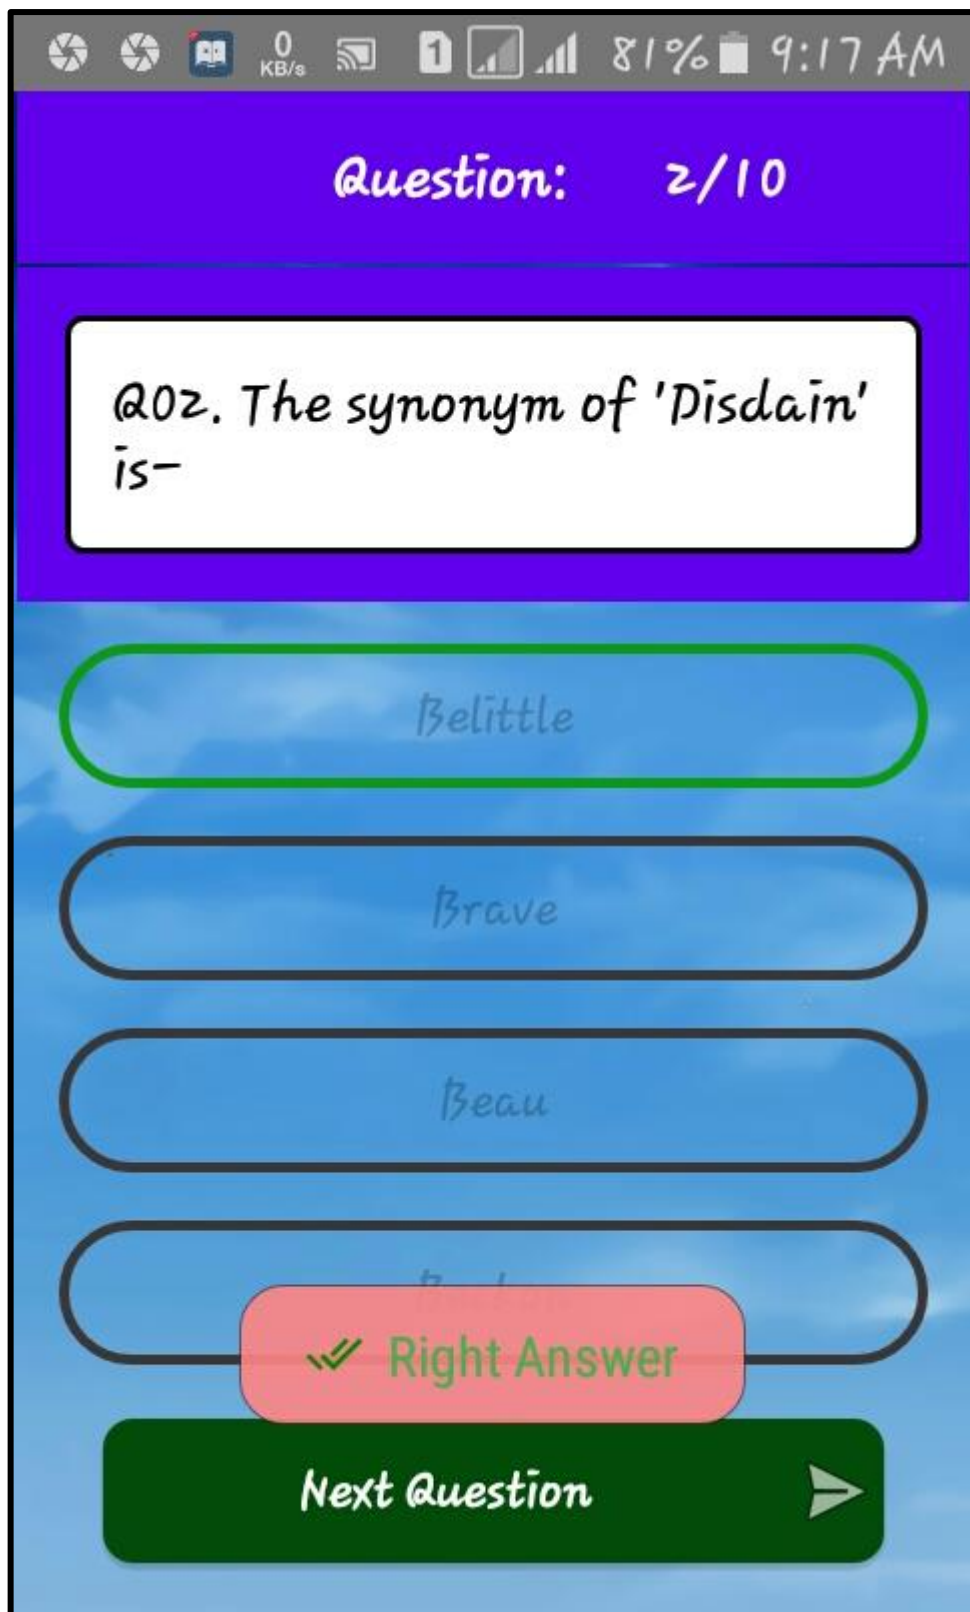 0
KB/s
1
81% 9:17 AM
Question: 2/10
Q02. The synonym of 'Disdain'
is-
Belittle
Brave
Beau
Right Answer
Next Question